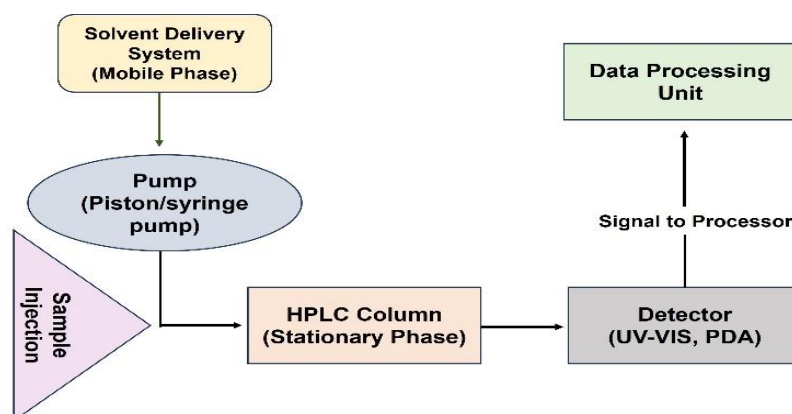 Solvent Delivery
System
(Mobile Phase)
Data Processing
Unit
Pump
(Piston/syringe
pump)
Signal to Processor
Sample
Injection
HPLC Column
(Stationary Phase)
Detector
(UV-VIS, PDA)